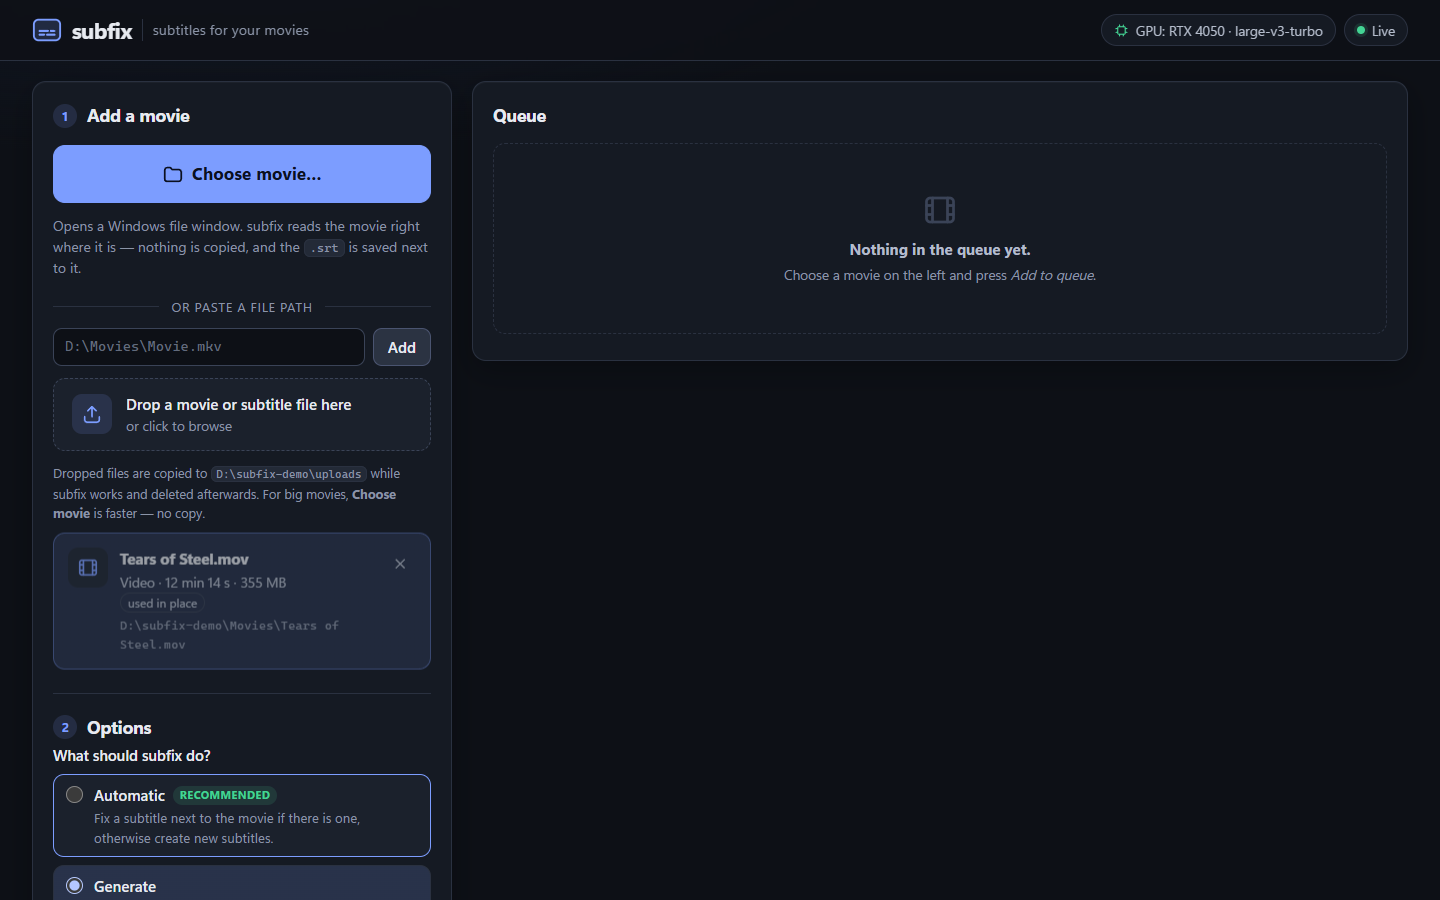 subfix
subtitles for your movies
GPU: RTX 4050 · large-v3-turbo
Live
1
Add a movie
Choose movie...
Opens a Windows file window. subfix reads the movie right
where it is — nothing is copied, and the .srt is saved next
to it.
OR PASTE A FILE PATH
D:\Movies\Movie.mkv
Add
Drop a movie or subtitle file here
or click to browse
Dropped files are copied to D:\subfix-demo\uploads while
subfix works and deleted afterwards. For big movies, Choose
movie is faster — no copy.
Tears of Steel.mov
Video · 12 min 14 s · 355 MB
used in place
D:\subfix-demo\Movies\Tears of
Steel.mov
2
Options
What should subfix do?
Automatic RECOMMENDED
Fix a subtitle next to the movie if there is one,
otherwise create new subtitles.
Generate
Queue
Nothing in the queue yet.
Choose a movie on the left and press Add to queue.